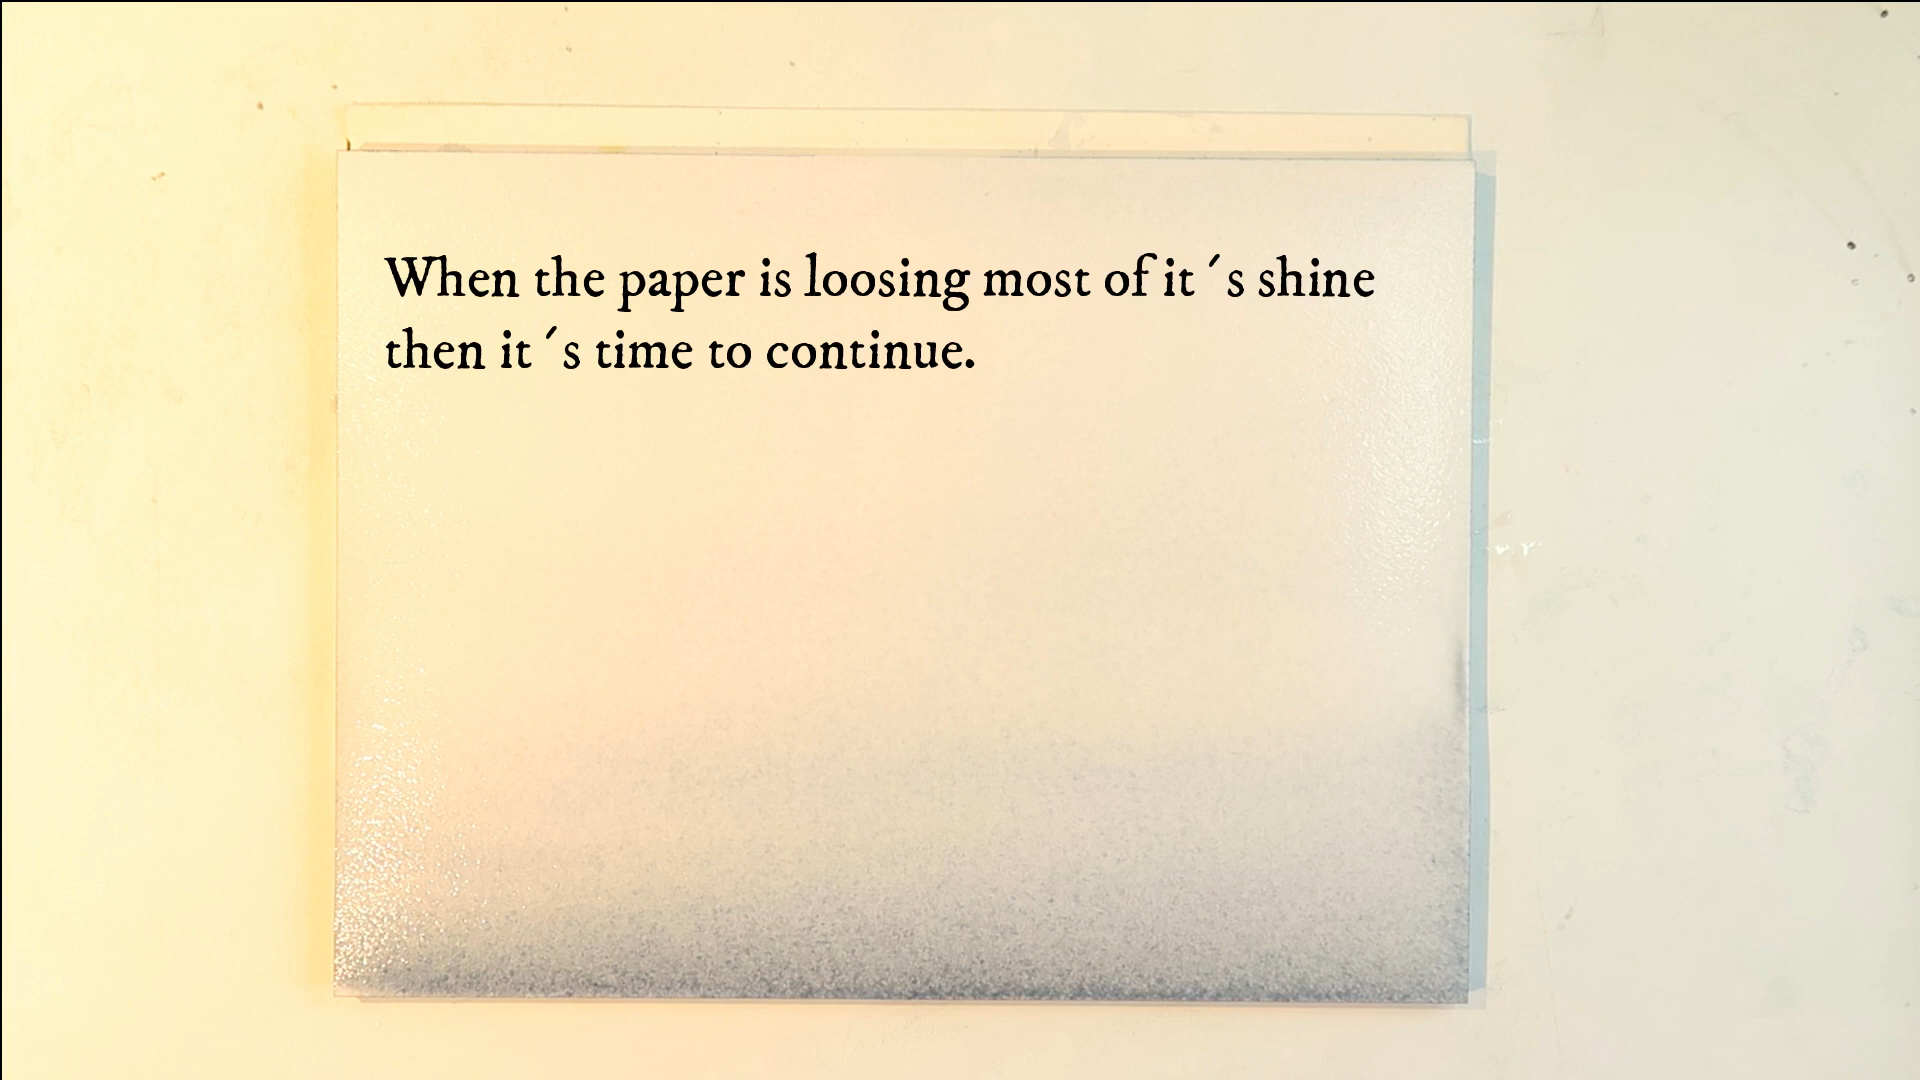 When the paper is loosing most of it´s shine
then it´s time to continue.